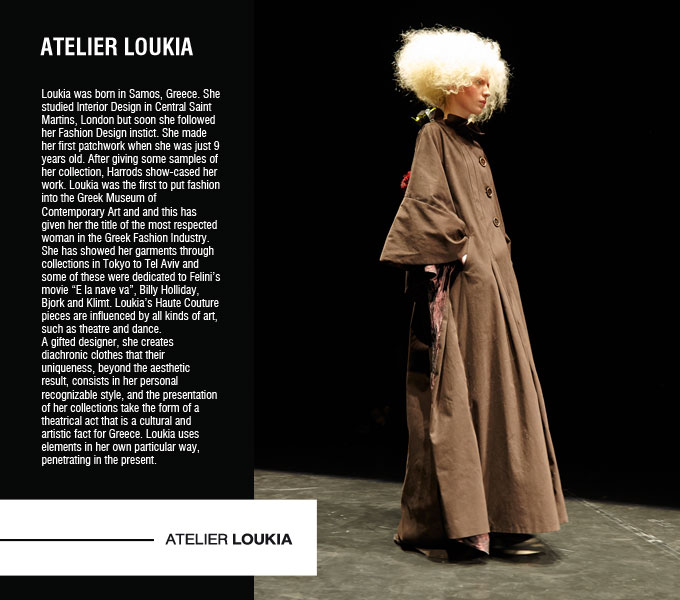 ATELIER LOUKIA
Loukia was born in Samos, Greece. She
studied Interior Design in Central Saint
Martins, London but soon she followed
her Fashion Design instict. She made
her first patchwork when she was just 9
years old. After giving some samples of
her collection, Harrods show-cased her
work. Loukia was the first to put fashion
into the Greek Museum of
Contemporary Art and and this has
given her the title of the most respected
woman in the Greek Fashion Industry.
She has showed her garments through
collections in Tokyo to Tel Aviv and
some of these were dedicated to Felini's
movie “E la nave va”, Billy Holliday,
Bjork and Klimt. Loukia's Haute Couture
pieces are influenced by all kinds of art,
such as theatre and dance.
A gifted designer, she creates
diachronic clothes that their
uniqueness, beyond the aesthetic
result, consists in her personal
recognizable style, and the presentation
of her collections take the form of a
theatrical act that is a cultural and
artistic fact for Greece. Loukia uses
elements in her own particular way,
penetrating in the present.
ATELIER LOUKIA